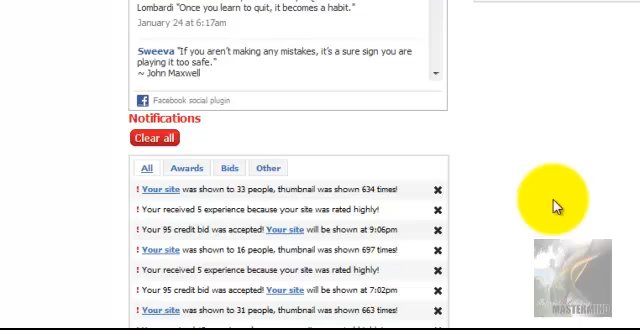 Lombardi "Once you learn to quit, it becomes a habit."
January 24 at 6:17am
Sweeva "If you aren't making any mistakes, it's a sure sign you are
playing it too safe."
~ John Maxwell
Facebook social plugin
Notifications
Clear all
All Awards Bids Other
! Your site was shown to 33 people, thumbnail was shown 634 times!
! Your received 5 experience because your site was rated highly!
! Your 95 credit bid was accepted! Your site will be shown at 9:06pm
! Your site was shown to 16 people, thumbnail was shown 697 times!
! Your received 5 experience because your site was rated highly!
! Your 95 credit bid was accepted! Your site will be shown at 7:02pm
! Your site was shown to 31 people, thumbnail was shown 663 times!
MASTERMIND